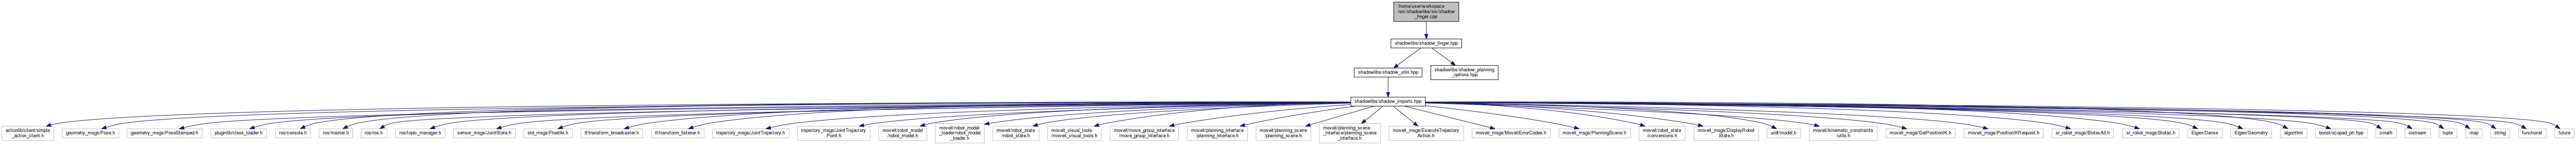 /home/user/workspace
/src/shadowlibs/src/shadow
_finger.cpp
shadowlibs/shadow_finger.hpp
shadowlibs/shadow_utils.hpp
shadowlibs/shadow_planning
_options.hpp
shadowlibs/shadow_imports.hpp
actionlib/client/simple
_action_client.h
geometry_msgs/Pose.h
geometry_msgs/PoseStamped.h
pluginlib/class_loader.h
ros/console.h
ros/master.h
ros/ros.h
ros/topic_manager.h
sensor_msgs/JointState.h
std_msgs/Float64.h
tf/transform_broadcaster.h
tf/transform_listener.h
trajectory_msgs/JointTrajectory.h
trajectory_msgs/JointTrajectory
Point.h
moveit/robot_model
/robot_model.h
moveit/robot_model
_loader/robot_model
_loader.h
moveit/robot_state
/robot_state.h
moveit_visual_tools
/moveit_visual_tools.h
moveit/move_group_interface
/move_group_interface.h
moveit/planning_interface
/planning_interface.h
moveit/planning_scene
/planning_scene.h
moveit/planning_scene
_interface/planning_scene
_interface.h
moveit_msgs/ExecuteTrajectory
Action.h
moveit_msgs/MoveItErrorCodes.h
moveit_msgs/PlanningScene.h
moveit/robot_state
/conversions.h
moveit_msgs/DisplayRobot
State.h
urdf/model.h
moveit/kinematic_constraints
/utils.h
moveit_msgs/GetPositionIK.h
moveit_msgs/PositionIKRequest.h
sr_robot_msgs/BiotacAll.h
sr_robot_msgs/Biotac.h
Eigen/Dense
Eigen/Geometry
algorithm
boost/scoped_ptr.hpp
cmath
iostream
tuple
map
string
functional
future